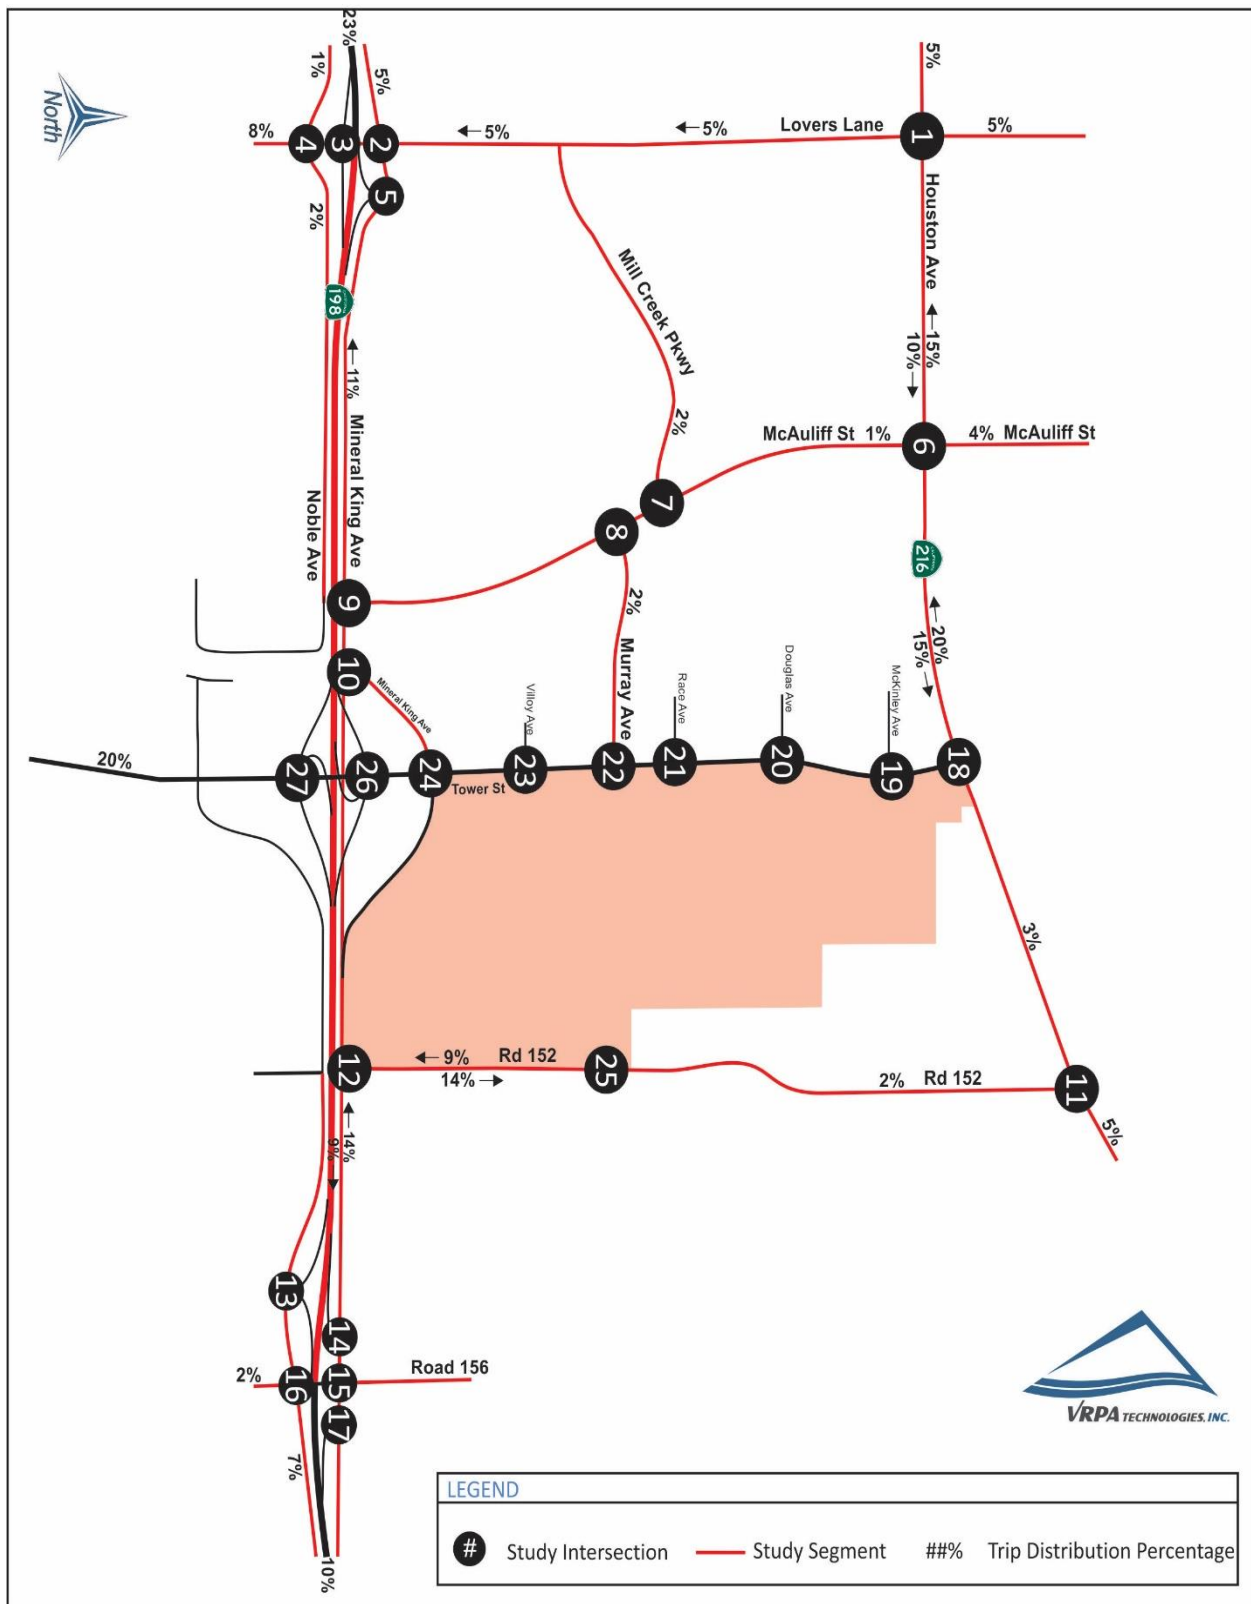 23%
1%
5%
5%
North
8%
4
3
2
5
← 5%
← 5%
Lovers Lane
1
5%
2%
198
Houston Ave
← 15%
10% →
Mill Creek Pkwy
2%
← 11%
Mineral King Ave
Noble Ave
McAuliff St 1%
6
4% McAuliff St
7
8
216
← 20%
15% →
9
10
Mineral King Ave
2%
Murray Ave
Villoy Ave
Race Ave
Douglas Ave
McKinley Ave
20%
27
26
24
Tower St
23
22
21
20
19
18
3%
12
← 9%
Rd 152
14% →
25
2%
Rd 152
11
5%
← 14%
9% →
13
14
2%
16
15
Road 156
17
7%
10%
VRPA TECHNOLOGIES, INC.
LEGEND
# Study Intersection
Study Segment
##% Trip Distribution Percentage